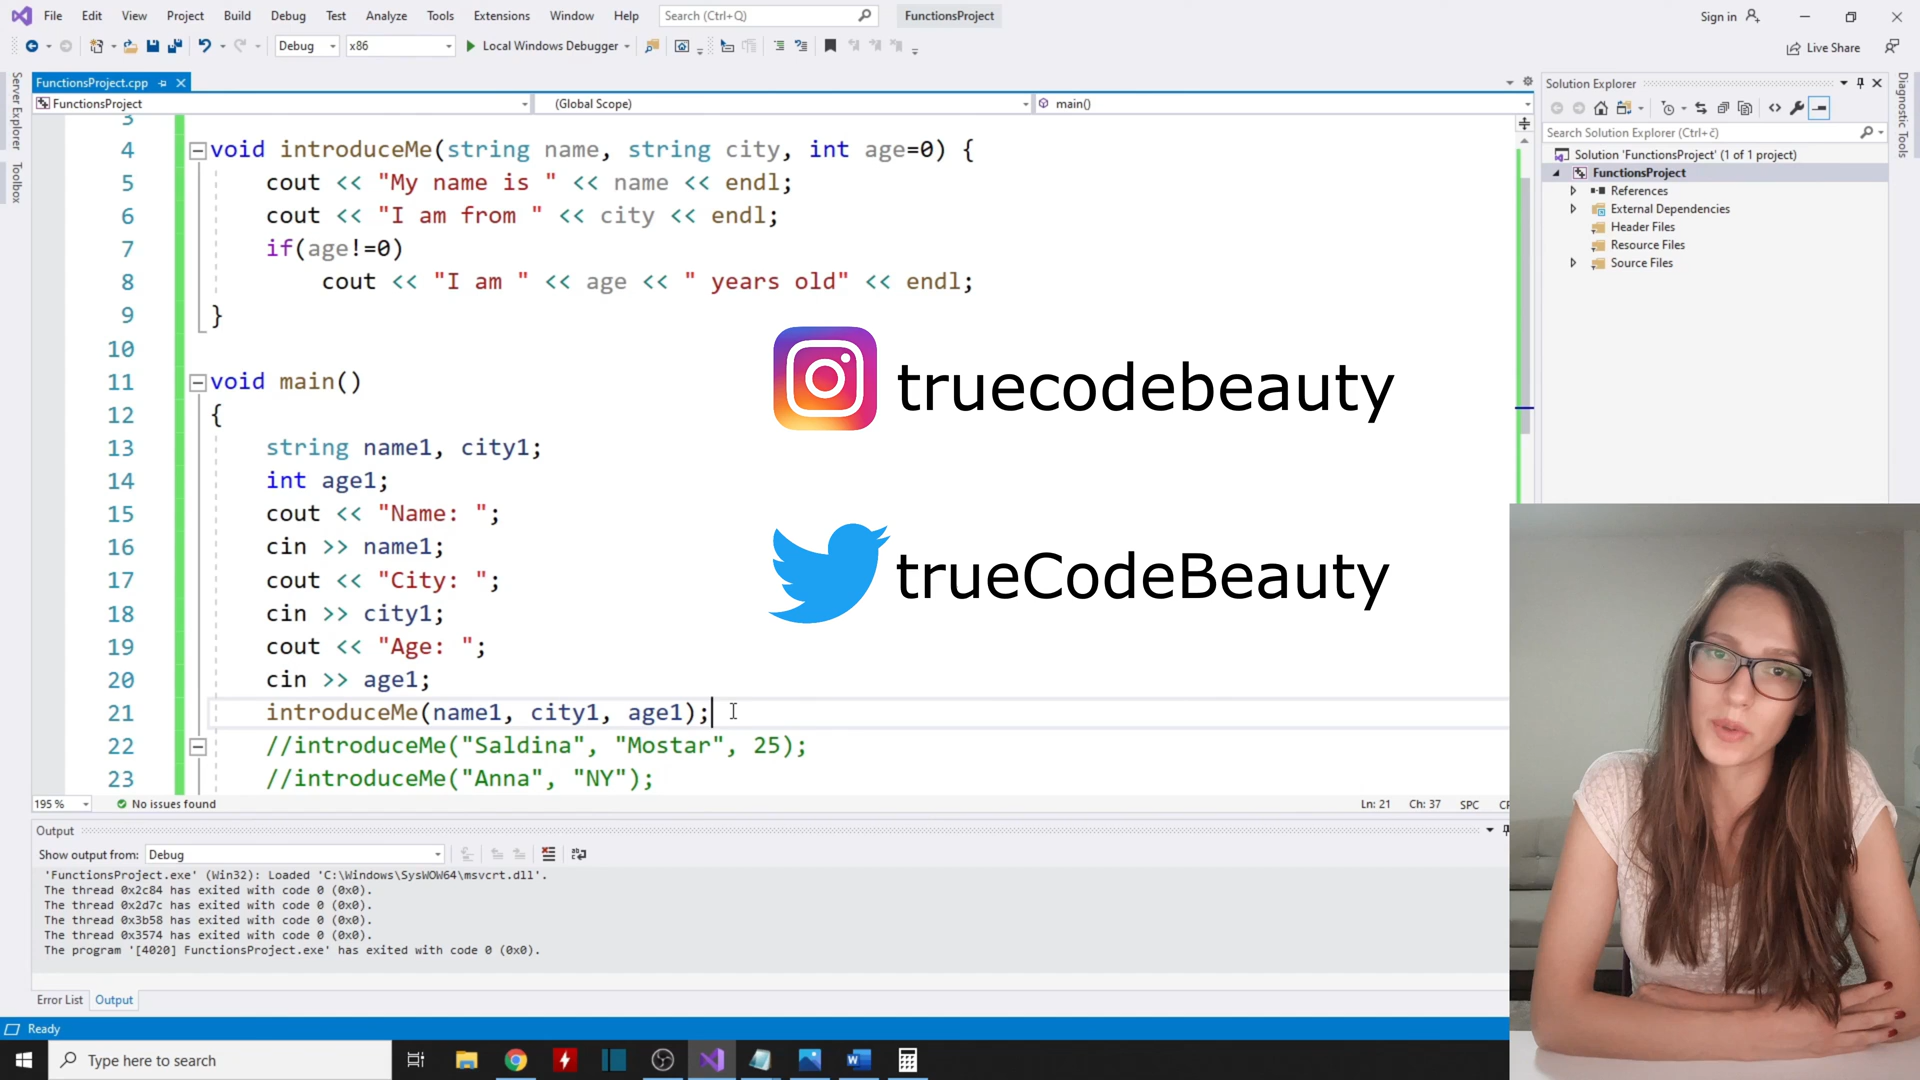 File Edit View Project Build Debug Test Analyze Tools Extensions Window Help Search (Ctrl+Q) FunctionsProject Sign in
Debug x86 Local Windows Debugger Live Share
FunctionsProject.cpp
FunctionsProject (Global Scope) main()
Server Explorer
Toolbox
3
4 void introduceMe(string name, string city, int age=0) {
5 cout << "My name is " << name << endl;
6 cout << "I am from " << city << endl;
7 if(age!=0)
8 cout << "I am " << age << " years old" << endl;
9 }
10
11 void main()
12 {
13 string name1, city1;
14 int age1;
15 cout << "Name: ";
16 cin >> name1;
17 cout << "City: ";
18 cin >> city1;
19 cout << "Age: ";
20 cin >> age1;
21 introduceMe(name1, city1, age1);
22 //introduceMe("Saldina", "Mostar", 25);
23 //introduceMe("Anna", "NY");
truecodebeauty
trueCodeBeauty
195 % No issues found Ln: 21 Ch: 37 SPC
Solution Explorer
Search Solution Explorer (Ctrl+č)
Solution 'FunctionsProject' (1 of 1 project)
FunctionsProject
References
External Dependencies
Header Files
Resource Files
Source Files
Diagnostic Tools
Output
Show output from: Debug
'FunctionsProject.exe' (Win32): Loaded 'C:\Windows\SysWOW64\msvcrt.dll'.
The thread 0x2c84 has exited with code 0 (0x0).
The thread 0x2d7c has exited with code 0 (0x0).
The thread 0x3b58 has exited with code 0 (0x0).
The thread 0x3574 has exited with code 0 (0x0).
The program '[4020] FunctionsProject.exe' has exited with code 0 (0x0).
Error List Output
Ready
Type here to search